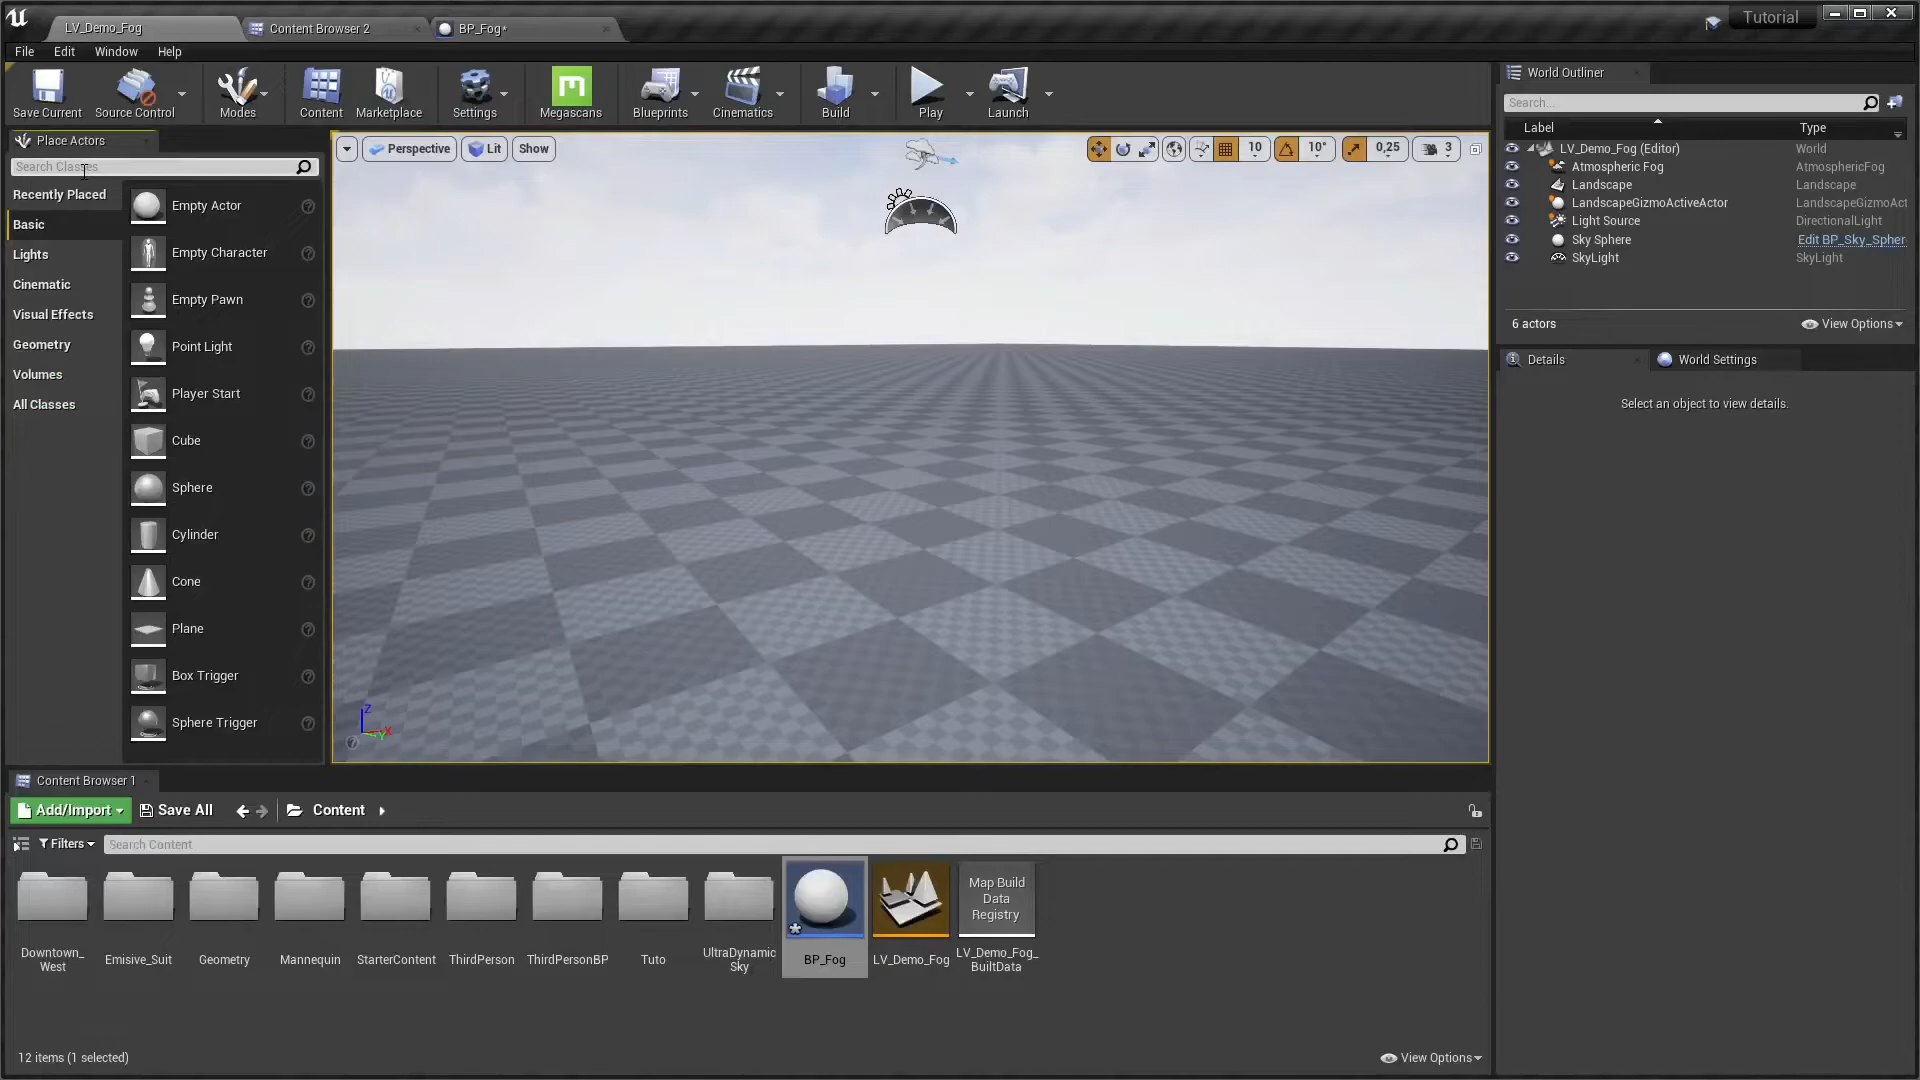 LV_Demo_Fog
Content Browser 2
BP_Fog*
Tutorial
File
Edit
Window
Help
Save Current
Source Control
Modes
Content
Marketplace
Settings
Megascans
Blueprints
Cinematics
Build
Play
Launch
Place Actors
Search Classes
Recently Placed
Basic
Lights
Cinematic
Visual Effects
Geometry
Volumes
All Classes
Empty Actor
Empty Character
Empty Pawn
Point Light
Player Start
Cube
Sphere
Cylinder
Cone
Plane
Box Trigger
Sphere Trigger
Perspective
Lit
Show
10
10°
0,25
3
Z
X
Y
World Outliner
Search...
Label
Type
LV_Demo_Fog (Editor)
World
Atmospheric Fog
AtmosphericFog
Landscape
Landscape
LandscapeGizmoActiveActor
LandscapeGizmoAct
Light Source
DirectionalLight
Sky Sphere
Edit BP_Sky_Spher
SkyLight
SkyLight
6 actors
View Options
Details
World Settings
Select an object to view details.
Content Browser 1
Add/Import
Save All
Content
Filters
Search Content
Downtown_
West
Emisive_Suit
Geometry
Mannequin
StarterContent
ThirdPerson
ThirdPersonBP
Tuto
UltraDynamic
Sky
BP_Fog
LV_Demo_Fog
Map Build
Data
Registry
LV_Demo_Fog_
BuiltData
12 items (1 selected)
View Options